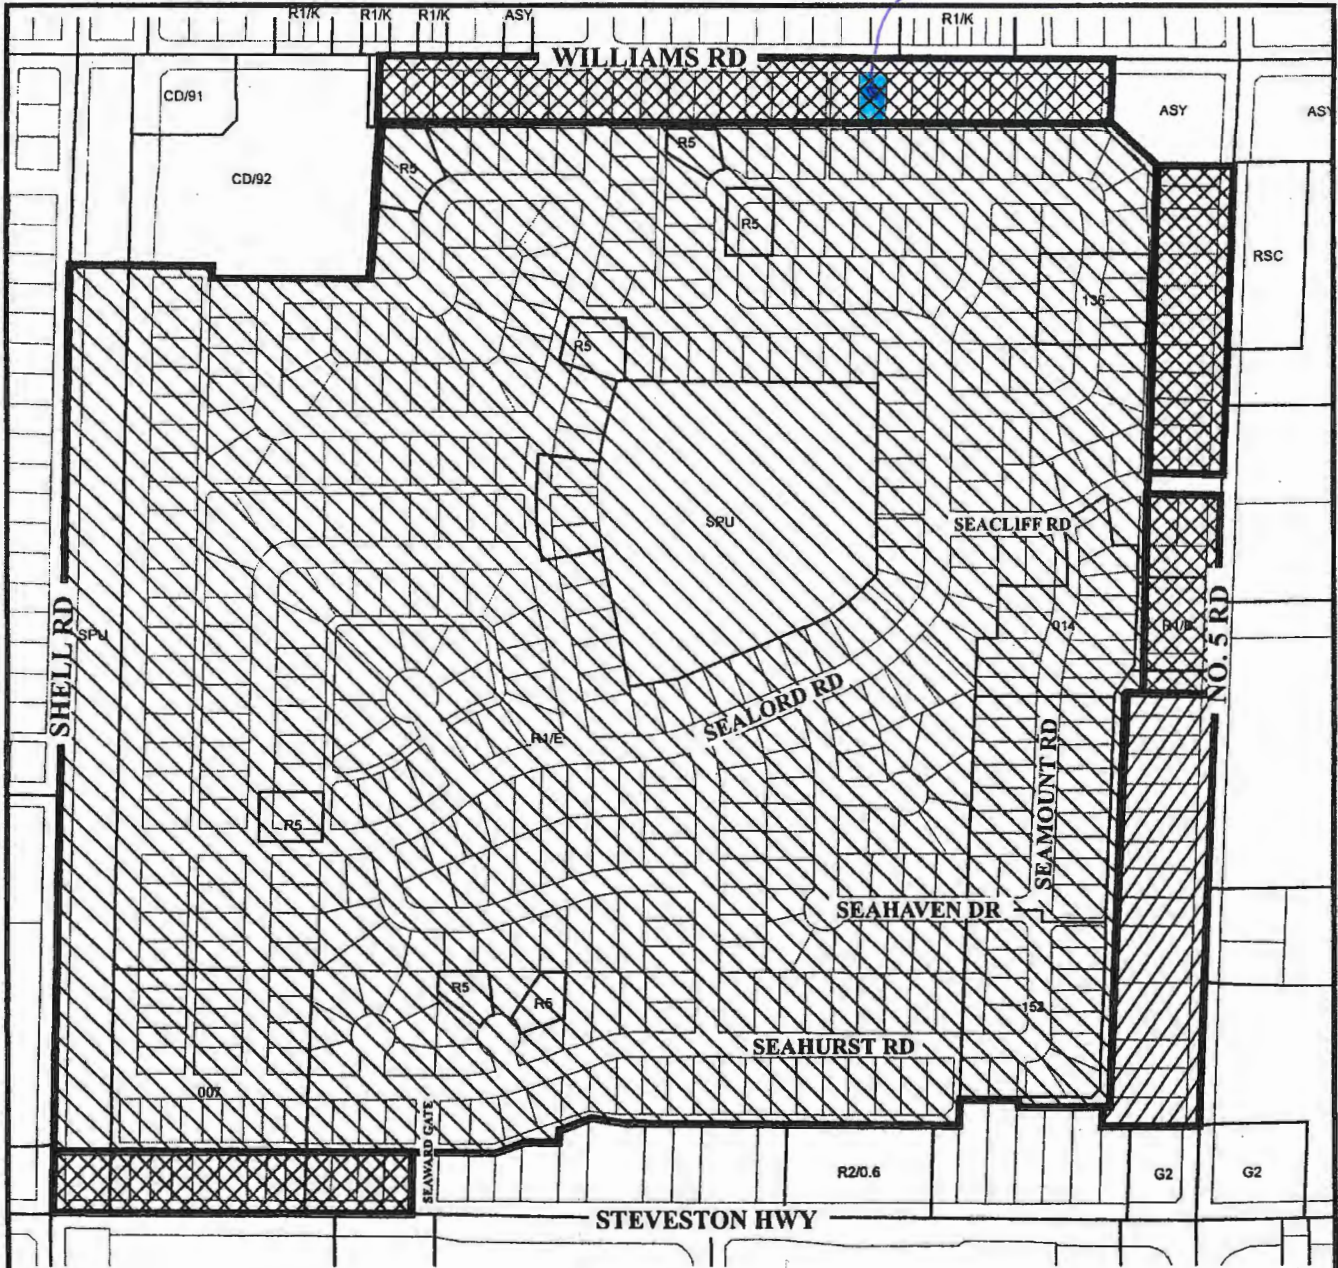 R1/K
R1/K
R1/K
ASY
R1/K
WILLIAMS RD
CD/91
ASY
ASY
CD/92
R5
R5
R5
RSC
136
R5
SPU
SEACLIFF RD
SHELL RD
SPU
014
NO. 5 RD
SEALORD RD
R1/E
SEAMOUNT RD
R5
SEAHAVEN DR
R5
R5
152
SEAHURST RD
007
SEAWARD GATE
R2/0.6
G2
G2
STEVESTON HWY